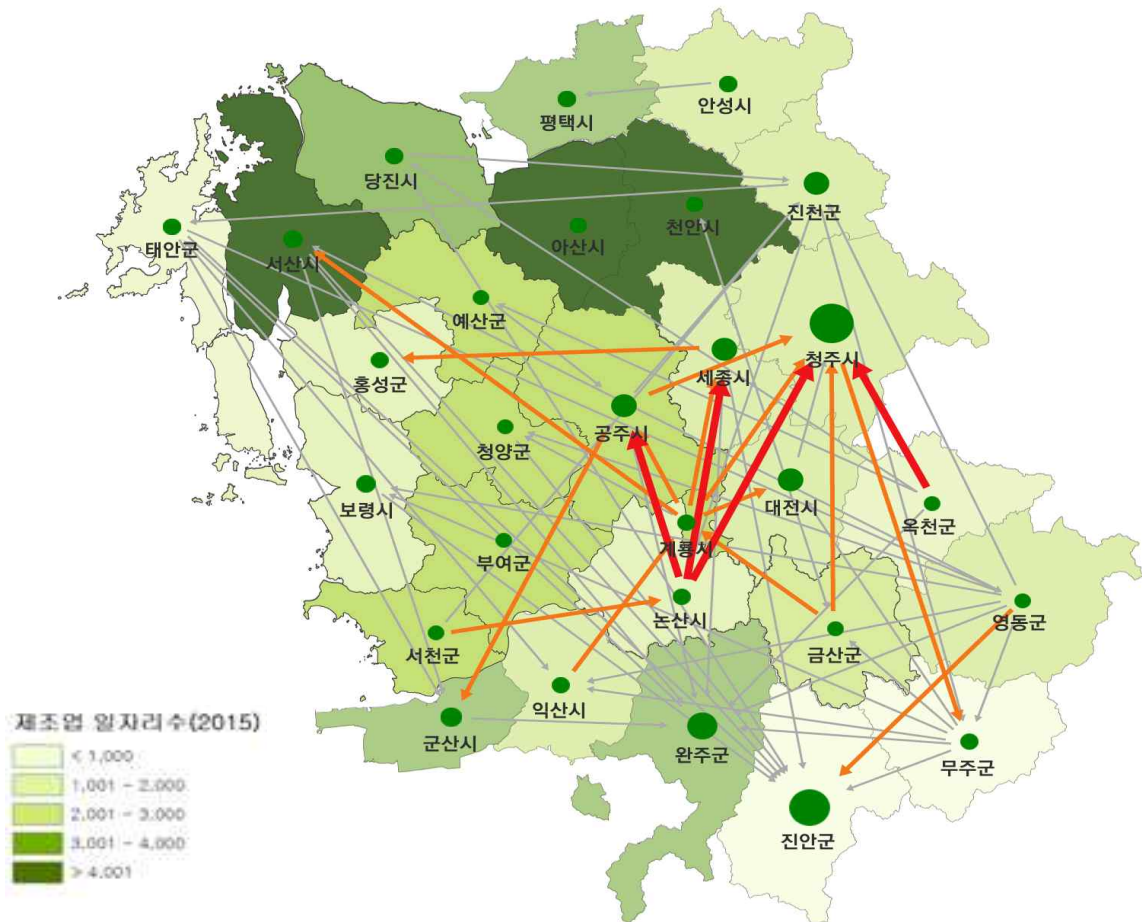 안성시
평택시
당진시
진천군
천안시
태안군
아산시
서산시
예산군
청주시
세종시
홍성군
공주시
청양군
대전시
보령시
옥천군
계룡시
부여군
논산시
영동군
서천군
금산군
익산시
군산시
완주군
무주군
진안군
제조업 일자리수(2015)
< 1,000
1,001 - 2,000
2,001 - 3,000
3,001 - 4,000
> 4,001